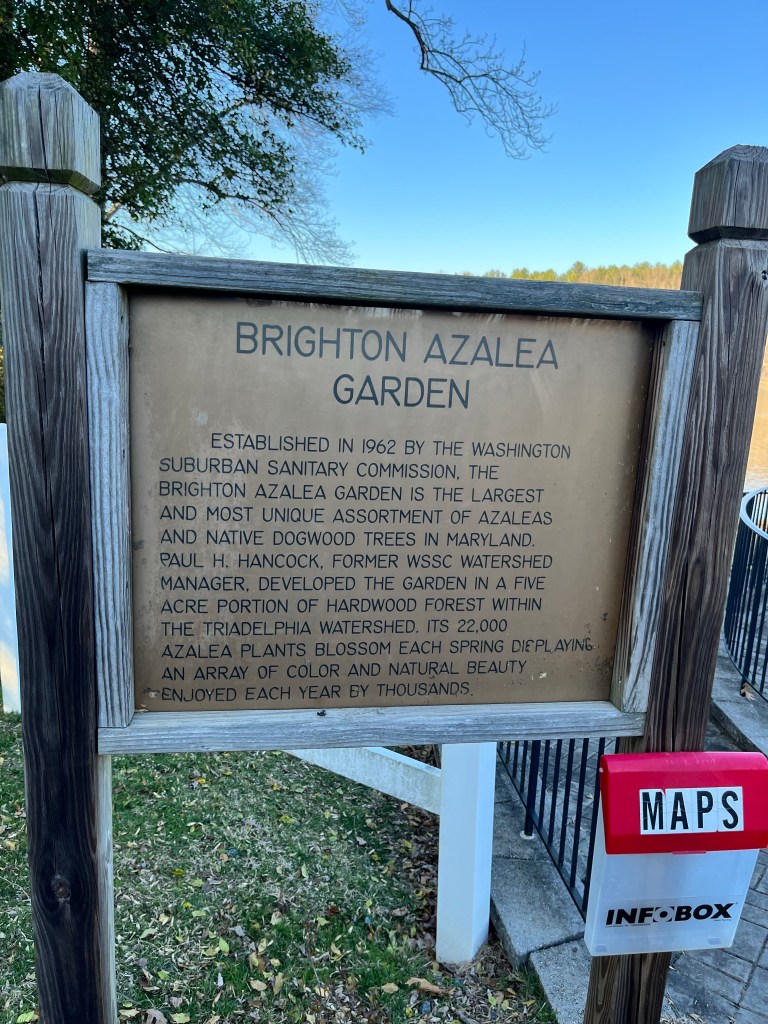 BRIGHTON AZALEA
GARDEN
ESTABLISHED IN 1962 BY THE WASHINGTON
SUBURBAN SANITARY COMMISSION, THE
BRIGHTON AZALEA GARDEN IS THE LARGEST
AND MOST UNIQUE ASSORTMENT OF AZALEAS
AND NATIVE DOGWOOD TREES IN MARYLAND.
PAUL H. HANCOCK, FORMER WSSC WATERSHED
MANAGER, DEVELOPED THE GARDEN IN A FIVE
ACRE PORTION OF HARDWOOD FOREST WITHIN
THE TRIADELPHIA WATERSHED. ITS 22,000
AZALEA PLANTS BLOSSOM EACH SPRING DISPLAYING
AN ARRAY OF COLOR AND NATURAL BEAUTY
ENJOYED EACH YEAR BY THOUSANDS.
MAPS
INFOBOX